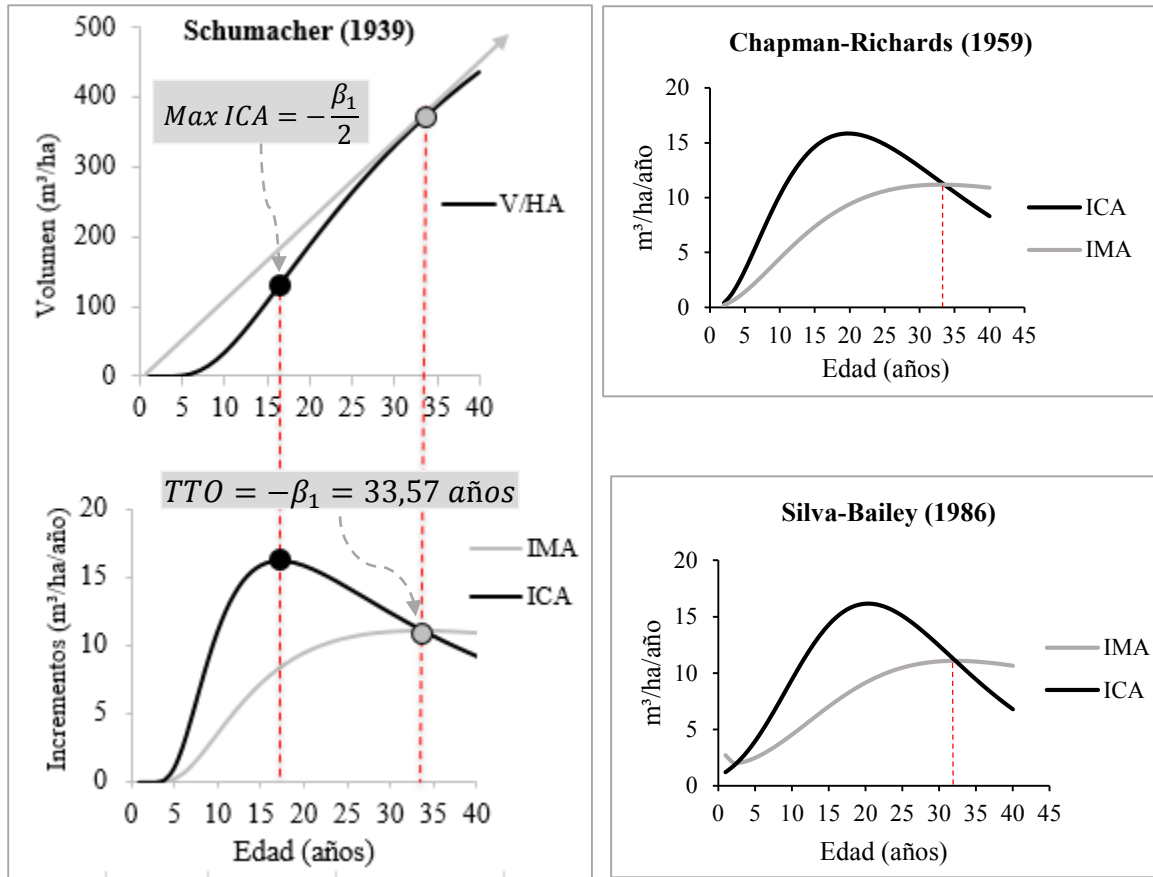 Schumacher (1939)
500
400
300
200
100
0
Volumen (m³/ha)
Max ICA = −β₁/2
V/HA
0 5 10 15 20 25 30 35 40
TTO = −β₁ = 33,57 años
20
15
10
5
0
Incrementos (m³/ha/año)
IMA
ICA
0 5 10 15 20 25 30 35 40
Edad (años)
Chapman-Richards (1959)
20
15
10
5
0
m³/ha/año
ICA
IMA
0 5 10 15 20 25 30 35 40 45
Edad (años)
Silva-Bailey (1986)
20
15
10
5
0
m³/ha/año
IMA
ICA
0 5 10 15 20 25 30 35 40 45
Edad (años)